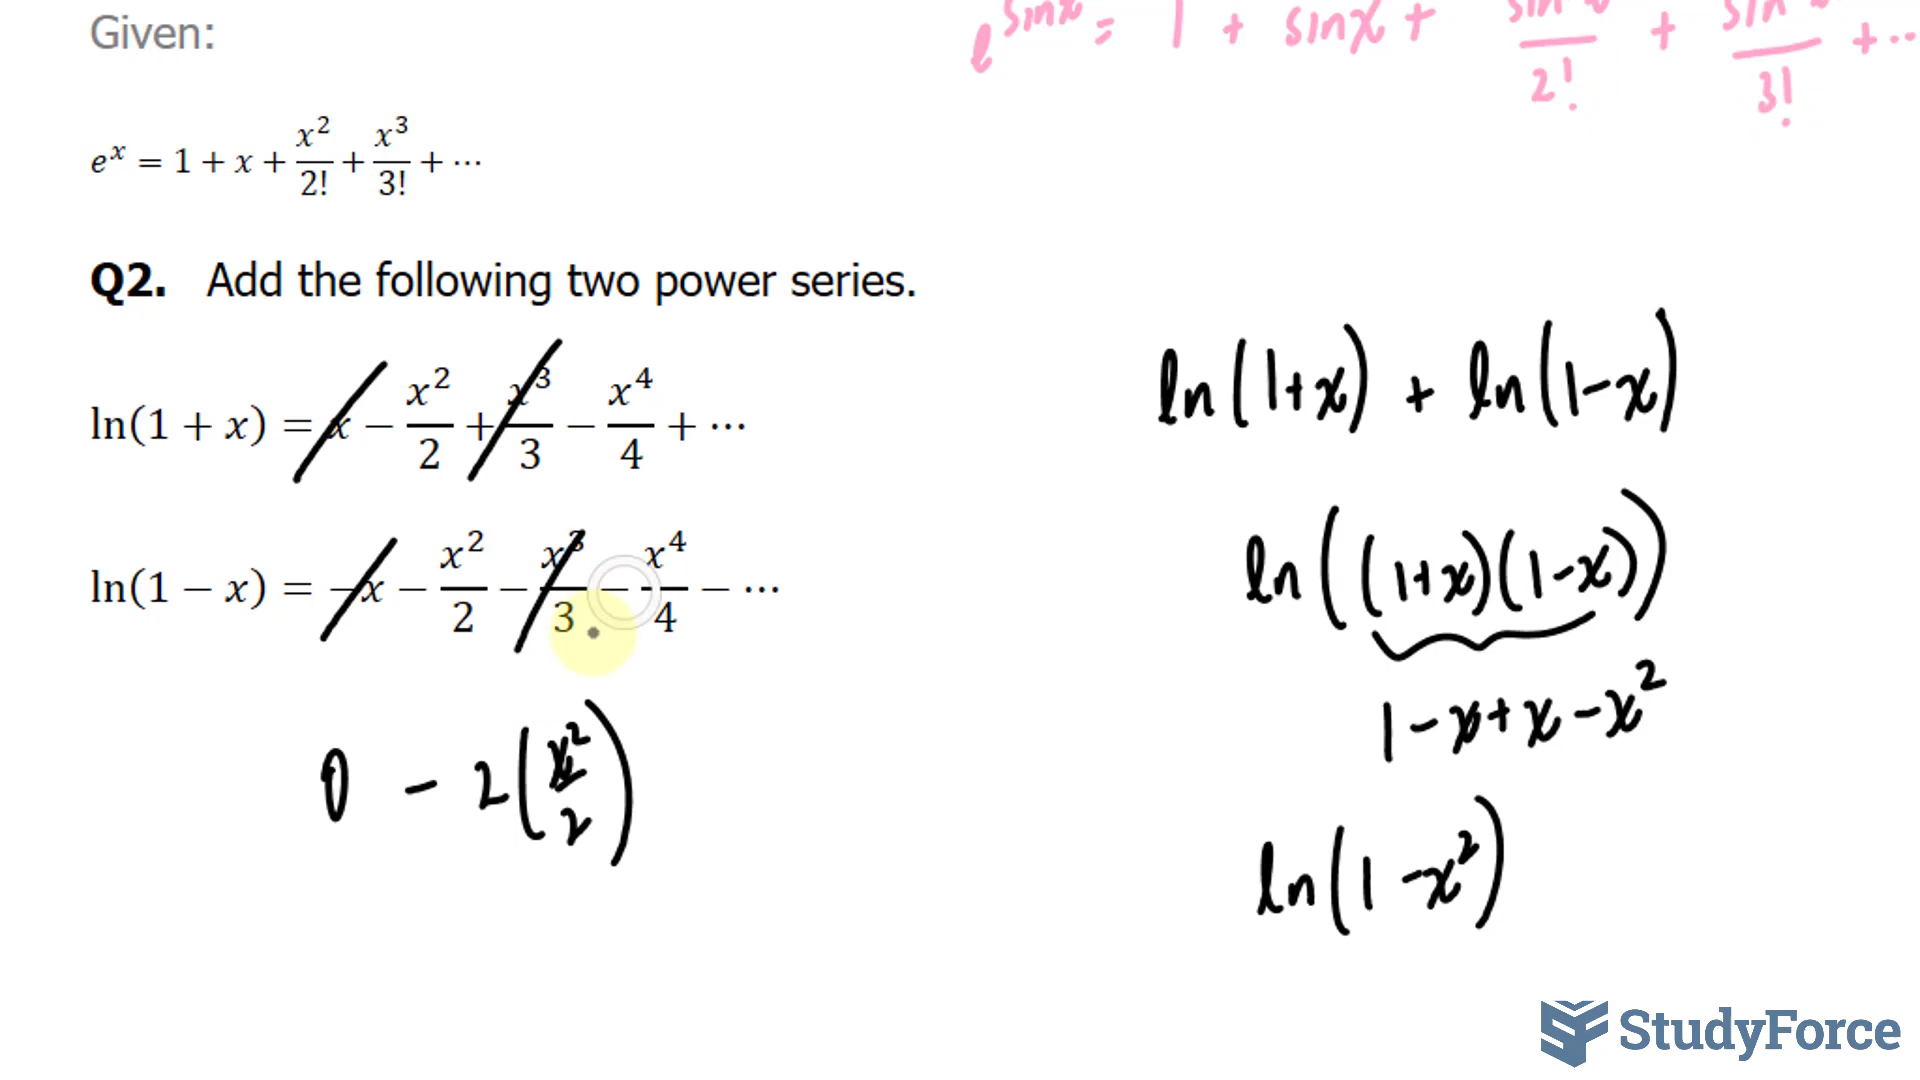 Given:
e^{sinx} = 1 + sinx + sin/2! + sin/3! + ...
e^x = 1 + x + x^2/2! + x^3/3! + ⋯
Q2. Add the following two power series.
ln(1 + x) = x − x^2/2 + x^3/3 − x^4/4 + ⋯
ln(1 − x) = −x − x^2/2 − x^3/3 − x^4/4 − ⋯
0 − 2(x^2/2)
ln(1+x) + ln(1−x)
ln((1+x)(1−x))
1−x+x−x^2
ln(1−x^2)
StudyForce